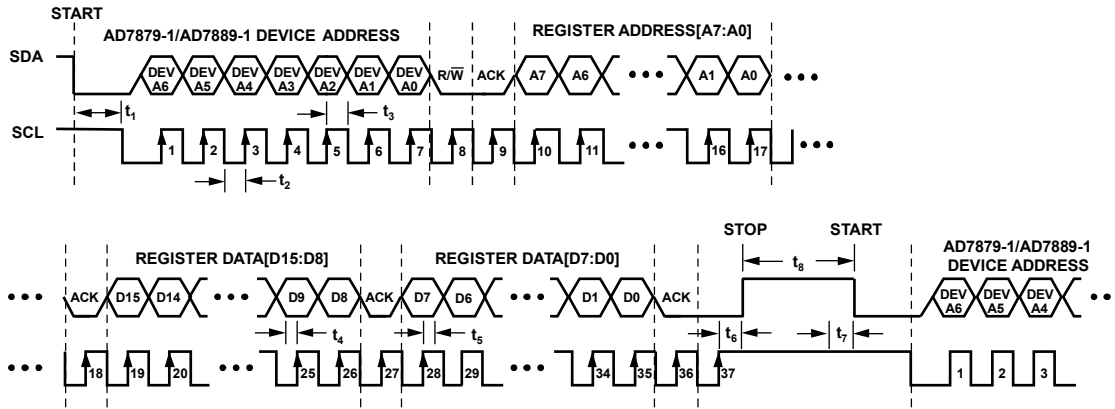 START
AD7879-1/AD7889-1 DEVICE ADDRESS
REGISTER ADDRESS[A7:A0]
SDA
DEV A6
DEV A5
DEV A4
DEV A3
DEV A2
DEV A1
DEV A0
R/W̅
ACK
A7
A6
A1
A0
t1
t3
SCL
1
2
3
4
5
6
7
8
9
10
11
16
17
t2
STOP
START
REGISTER DATA[D15:D8]
REGISTER DATA[D7:D0]
AD7879-1/AD7889-1
DEVICE ADDRESS
t8
ACK
D15
D14
D9
D8
ACK
D7
D6
D1
D0
ACK
DEV A6
DEV A5
DEV A4
t4
t5
t6
t7
18
19
20
25
26
27
28
29
34
35
36
37
1
2
3